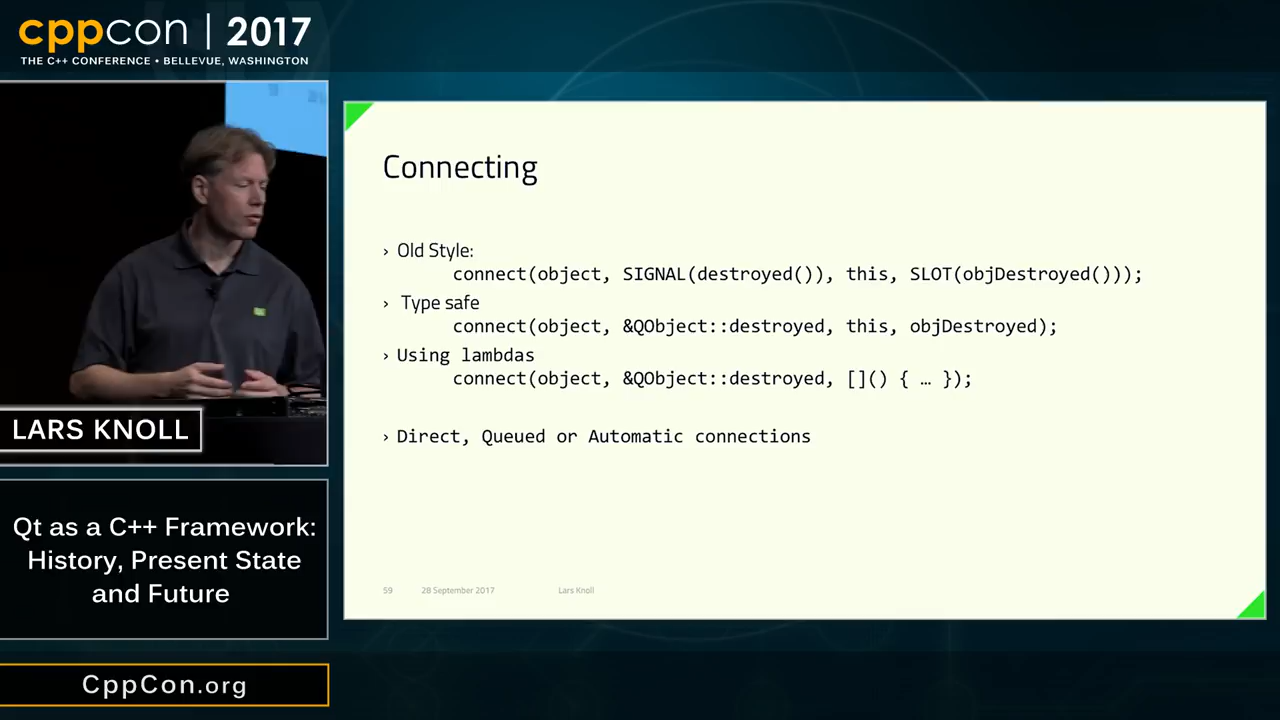 cppcon | 2017
THE C++ CONFERENCE • BELLEVUE, WASHINGTON
LARS KNOLL
Qt as a C++ Framework:
History, Present State
and Future
CppCon.org
Connecting
› Old Style:
connect(object, SIGNAL(destroyed()), this, SLOT(objDestroyed()));
› Type safe
connect(object, &QObject::destroyed, this, objDestroyed);
› Using lambdas
connect(object, &QObject::destroyed, []() { … });
› Direct, Queued or Automatic connections
59 28 September 2017 Lars Knoll